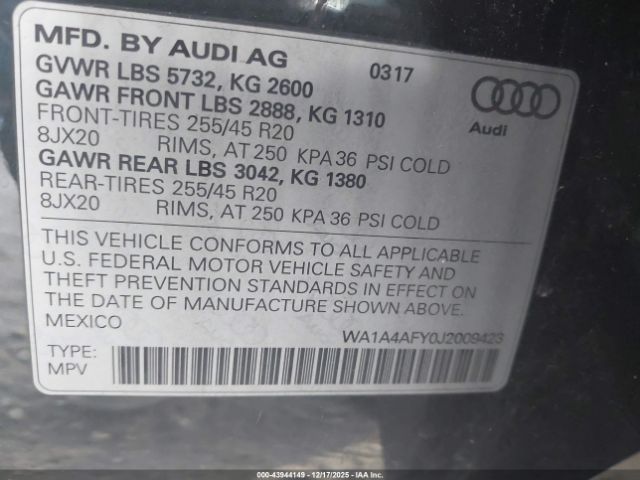 MFD. BY AUDI AG 0317
GVWR LBS 5732, KG 2600
GAWR FRONT LBS 2888, KG 1310
FRONT-TIRES 255/45 R20
8JX20 RIMS, AT 250 KPA 36 PSI COLD
GAWR REAR LBS 3042, KG 1380
REAR-TIRES 255/45 R20
8JX20 RIMS, AT 250 KPA 36 PSI COLD
Audi
THIS VEHICLE CONFORMS TO ALL APPLICABLE
U.S. FEDERAL MOTOR VEHICLE SAFETY AND
THEFT PREVENTION STANDARDS IN EFFECT ON
THE DATE OF MANUFACTURE SHOWN ABOVE.
MEXICO
WA1A4AFY0J2009423
TYPE:
MPV
000-43944149 - 12/17/2025 - IAA Inc.